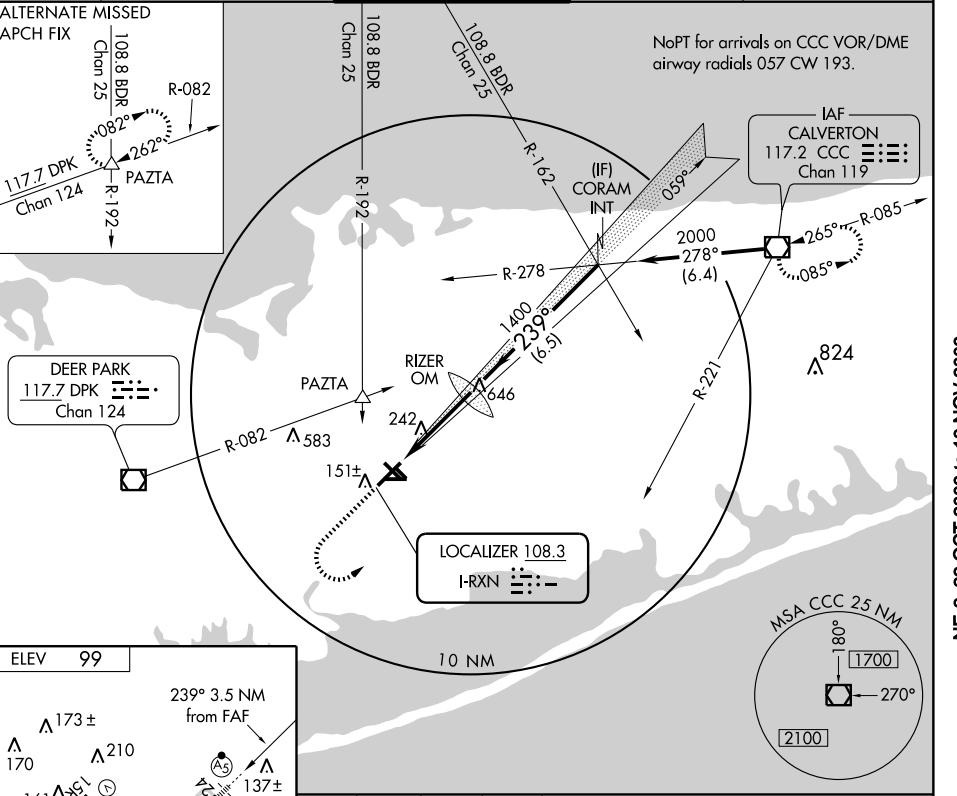 ALTERNATE MISSED
APCH FIX
108.8 BDR
Chan 25
R-082
082°
262°
117.7 DPK
Chan 124
PAZTA
R-192
108.8 BDR
Chan 25
108.8 BDR
Chan 25
NoPT for arrivals on CCC VOR/DME
airway radials 057 CW 193.
IAF
CALVERTON
117.2 CCC
Chan 119
R-162
(IF)
CORAM
INT
059°
R-192
2000
278°
(6.4)
265°
R-085
085°
R-278
1400
239°
(6.5)
R-221
824
RIZER
OM
646
DEER PARK
117.7 DPK
Chan 124
PAZTA
242
R-082
583
151±
LOCALIZER 108.3
I-RXN
10 NM
MSA CCC 25 NM
180°
1700
270°
2100
ELEV 99
239° 3.5 NM
from FAF
173±
170
210
A5
137±
24
V